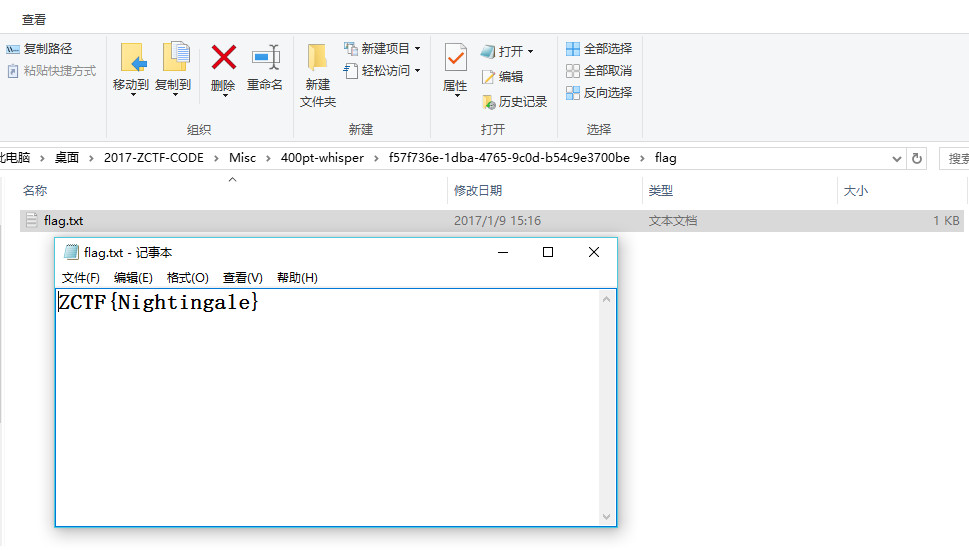 查看
复制路径
粘贴快捷方式
移动到
复制到
删除
重命名
组织
新建
文件夹
新建项目
轻松访问
新建
属性
打开
编辑
历史记录
打开
全部选择
全部取消
反向选择
选择
此电脑 › 桌面 › 2017-ZCTF-CODE › Misc › 400pt-whisper › f57f736e-1dba-4765-9c0d-b54c9e3700be › flag
搜索
名称 修改日期 类型 大小
flag.txt 2017/1/9 15:16 文本文档 1 KB
flag.txt - 记事本
文件(F) 编辑(E) 格式(O) 查看(V) 帮助(H)
ZCTF{Nightingale}